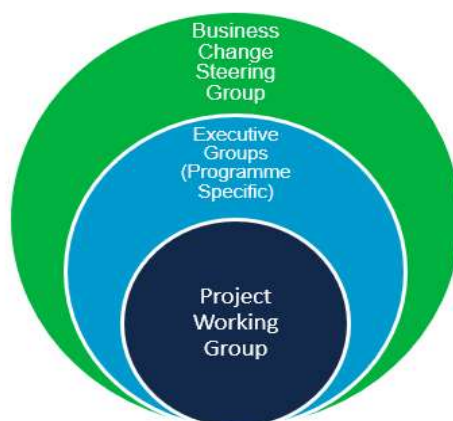 Business
Change
Steering
Group
Executive
Groups
(Programme
Specific)
Project
Working
Group